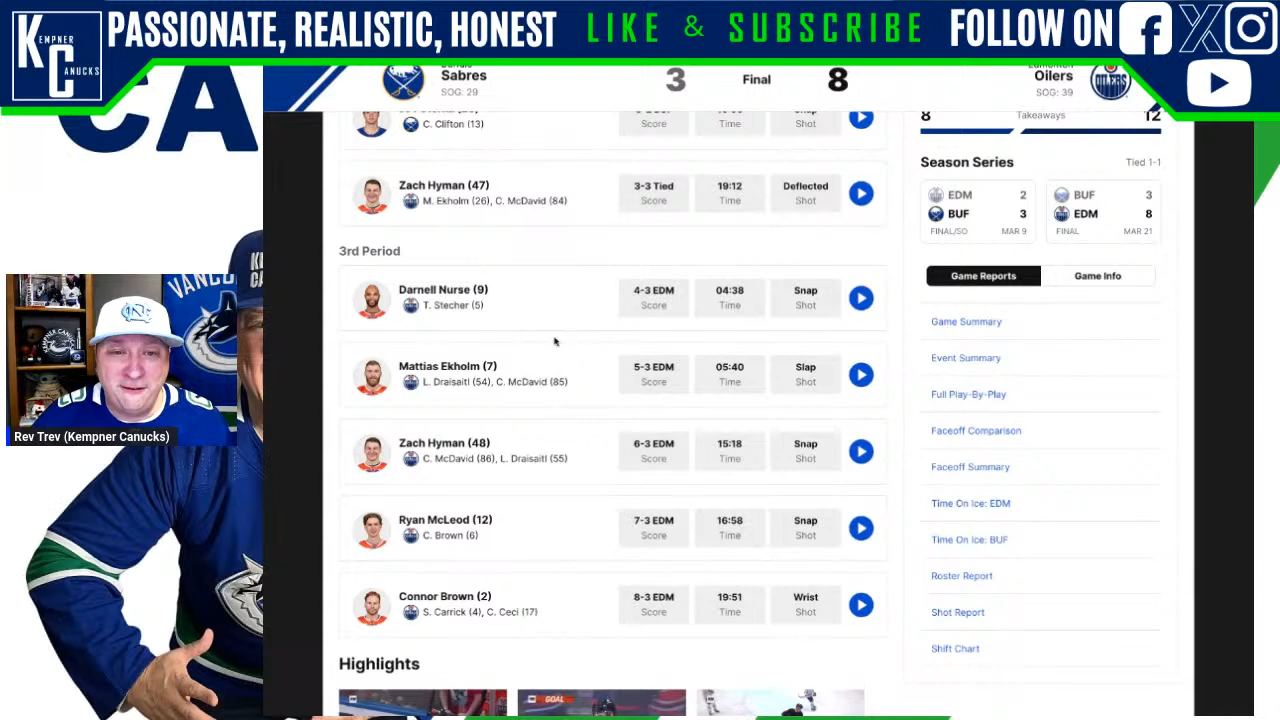 KEMPNER
CANUCKS
PASSIONATE, REALISTIC, HONEST
LIKE & SUBSCRIBE
FOLLOW ON
CA
Sabres
SOG: 29
3
Final
8
Oilers
SOG: 39
OILERS
C. Clifton (13)
Score
Time
Shot
8
Takeaways
12
Zach Hyman (47)
M. Ekholm (26), C. McDavid (84)
3-3 Tied
Score
19:12
Time
Deflected
Shot
3rd Period
Darnell Nurse (9)
T. Stecher (5)
4-3 EDM
Score
04:38
Time
Snap
Shot
Mattias Ekholm (7)
L. Draisaitl (54), C. McDavid (85)
5-3 EDM
Score
05:40
Time
Slap
Shot
Zach Hyman (48)
C. McDavid (86), L. Draisaitl (55)
6-3 EDM
Score
15:18
Time
Snap
Shot
Ryan McLeod (12)
C. Brown (6)
7-3 EDM
Score
16:58
Time
Snap
Shot
Connor Brown (2)
S. Carrick (4), C. Ceci (17)
8-3 EDM
Score
19:51
Time
Wrist
Shot
Highlights
GOAL
Season Series
Tied 1-1
EDM 2
BUF 3
FINAL/SO MAR 9
BUF 3
EDM 8
FINAL MAR 21
Game Reports
Game Info
Game Summary
Event Summary
Full Play-By-Play
Faceoff Comparison
Faceoff Summary
Time On Ice: EDM
Time On Ice: BUF
Roster Report
Shot Report
Shift Chart
VANCO
KEMPNER CANUCKS
NC
Rev Trev (Kempner Canucks)